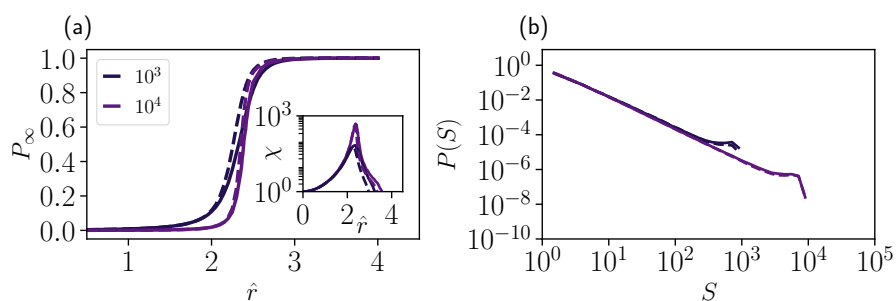 (a)
1.0
0.8
0.6
0.4
0.2
0.0
P∞
10³
10⁴
10³
10⁰
χ
0 2 4
r̂
1 2 3 4
r̂
(b)
10⁰
10⁻²
10⁻⁴
10⁻⁶
10⁻⁸
10⁻¹⁰
P(S)
10⁰ 10¹ 10² 10³ 10⁴ 10⁵
S